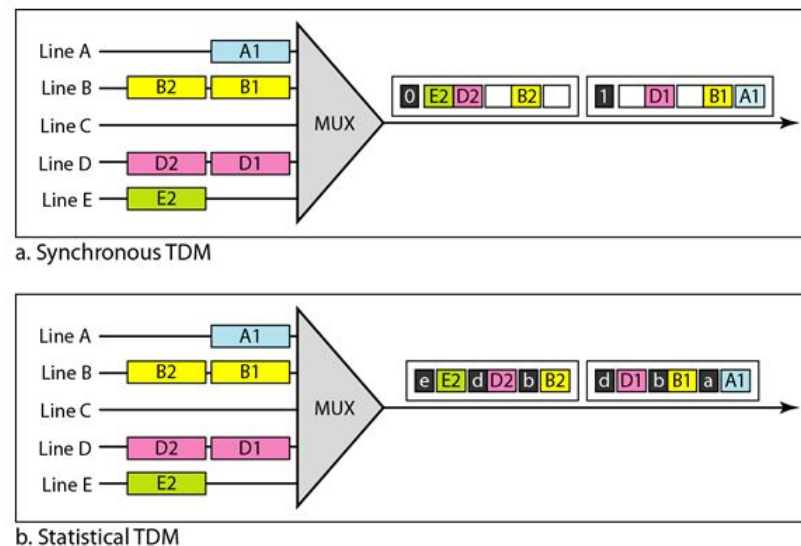 Line A A1
Line B B2 B1
Line C
Line D D2 D1
Line E E2
MUX
0 E2 D2 B2 1 D1 B1 A1
a. Synchronous TDM
Line A A1
Line B B2 B1
Line C
Line D D2 D1
Line E E2
MUX
e E2 d D2 b B2 d D1 b B1 a A1
b. Statistical TDM